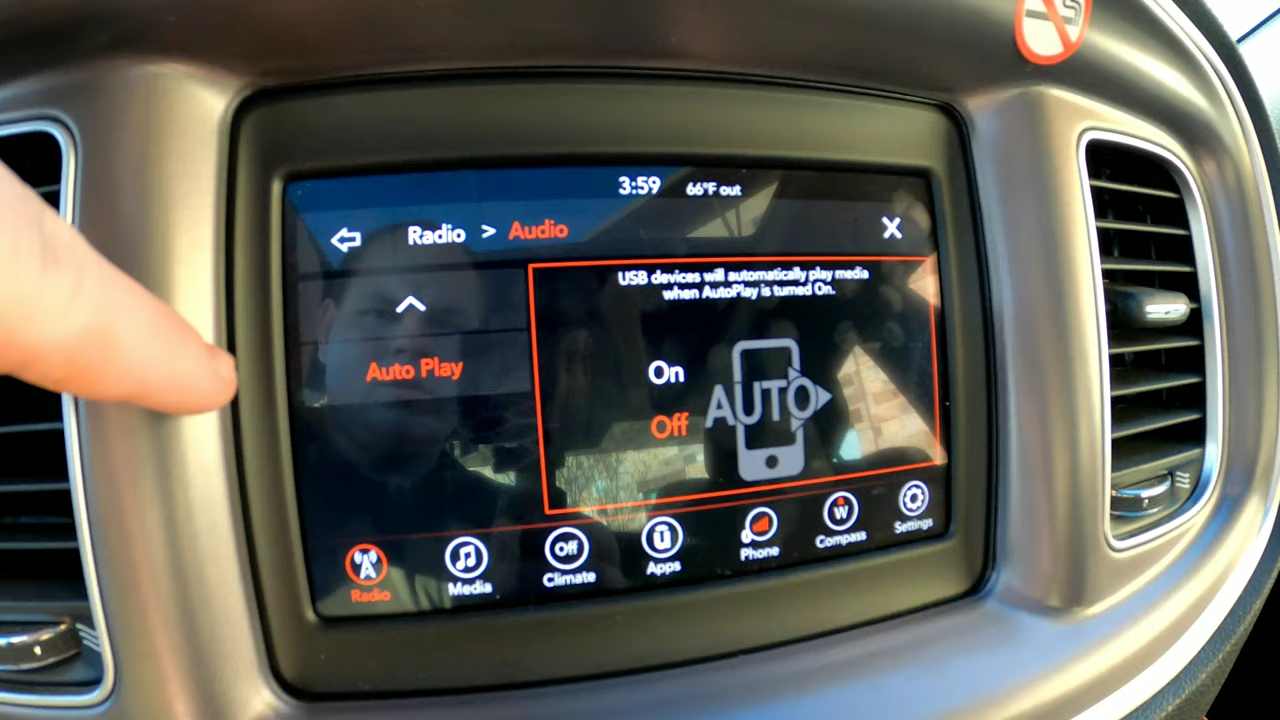 3:59 66°F out
Radio > Audio X
USB devices will automatically play media
when AutoPlay is turned On.
Auto Play
On
Off
AUTO
Off
W
Radio
Media
Climate
Apps
Phone
Compass
Settings